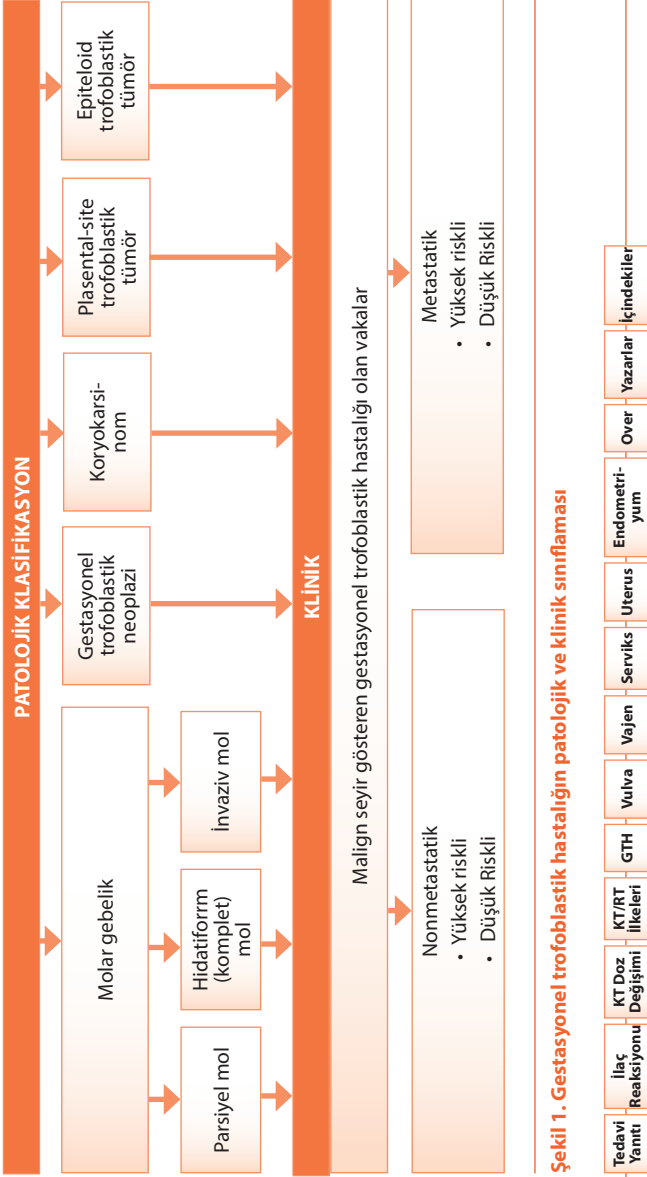 PATOLOJİK KLASİFİKASYON
Molar gebelik
Gestasyonel
trofoblastik
neoplazi
Koryokarsi-
nom
Plasental-site
trofoblastik
tümör
Epiteloid
trofoblastik
tümör
Parsiyel mol
Hidatiforrm
(komplet)
mol
İnvaziv mol
KLİNİK
Malign seyir gösteren gestasyonel trofoblastik hastalığı olan vakalar
Nonmetastatik
• Yüksek riskli
• Düşük Riskli
Metastatik
• Yüksek riskli
• Düşük Riskli
Şekil 1. Gestasyonel trofoblastik hastalığın patolojik ve klinik sınıflaması
Tedavi
Yanıtı
İlaç
Reaksiyonu
KT Doz
Değişimi
KT/RT
İlkeleri
GTH
Vulva
Vajen
Serviks
Uterus
Endometri-
yum
Over
Yazarlar
İçindekiler